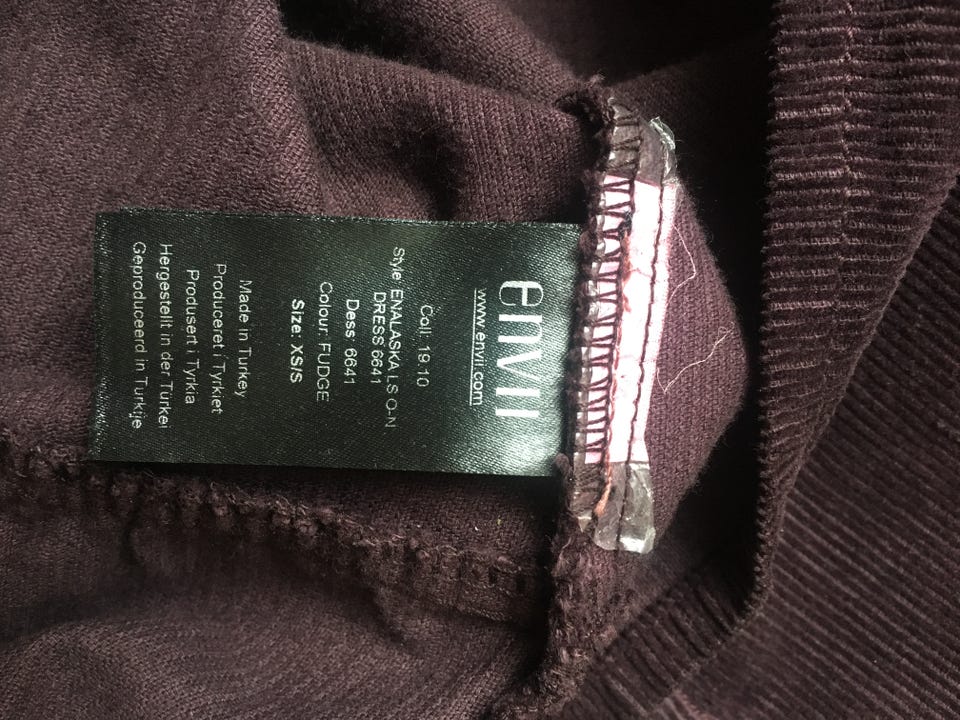 envii
www.envii.com
Coll: 19.10
Style: ENALASKA LS O-N
DRESS 6641
Dess: 6641
Colour: FUDGE
Size: XS/S
Made in Turkey
Produceret i Tyrkiet
Produsert i Tyrkia
Hergestellt in der Türkei
Geproduceerd in Turkije